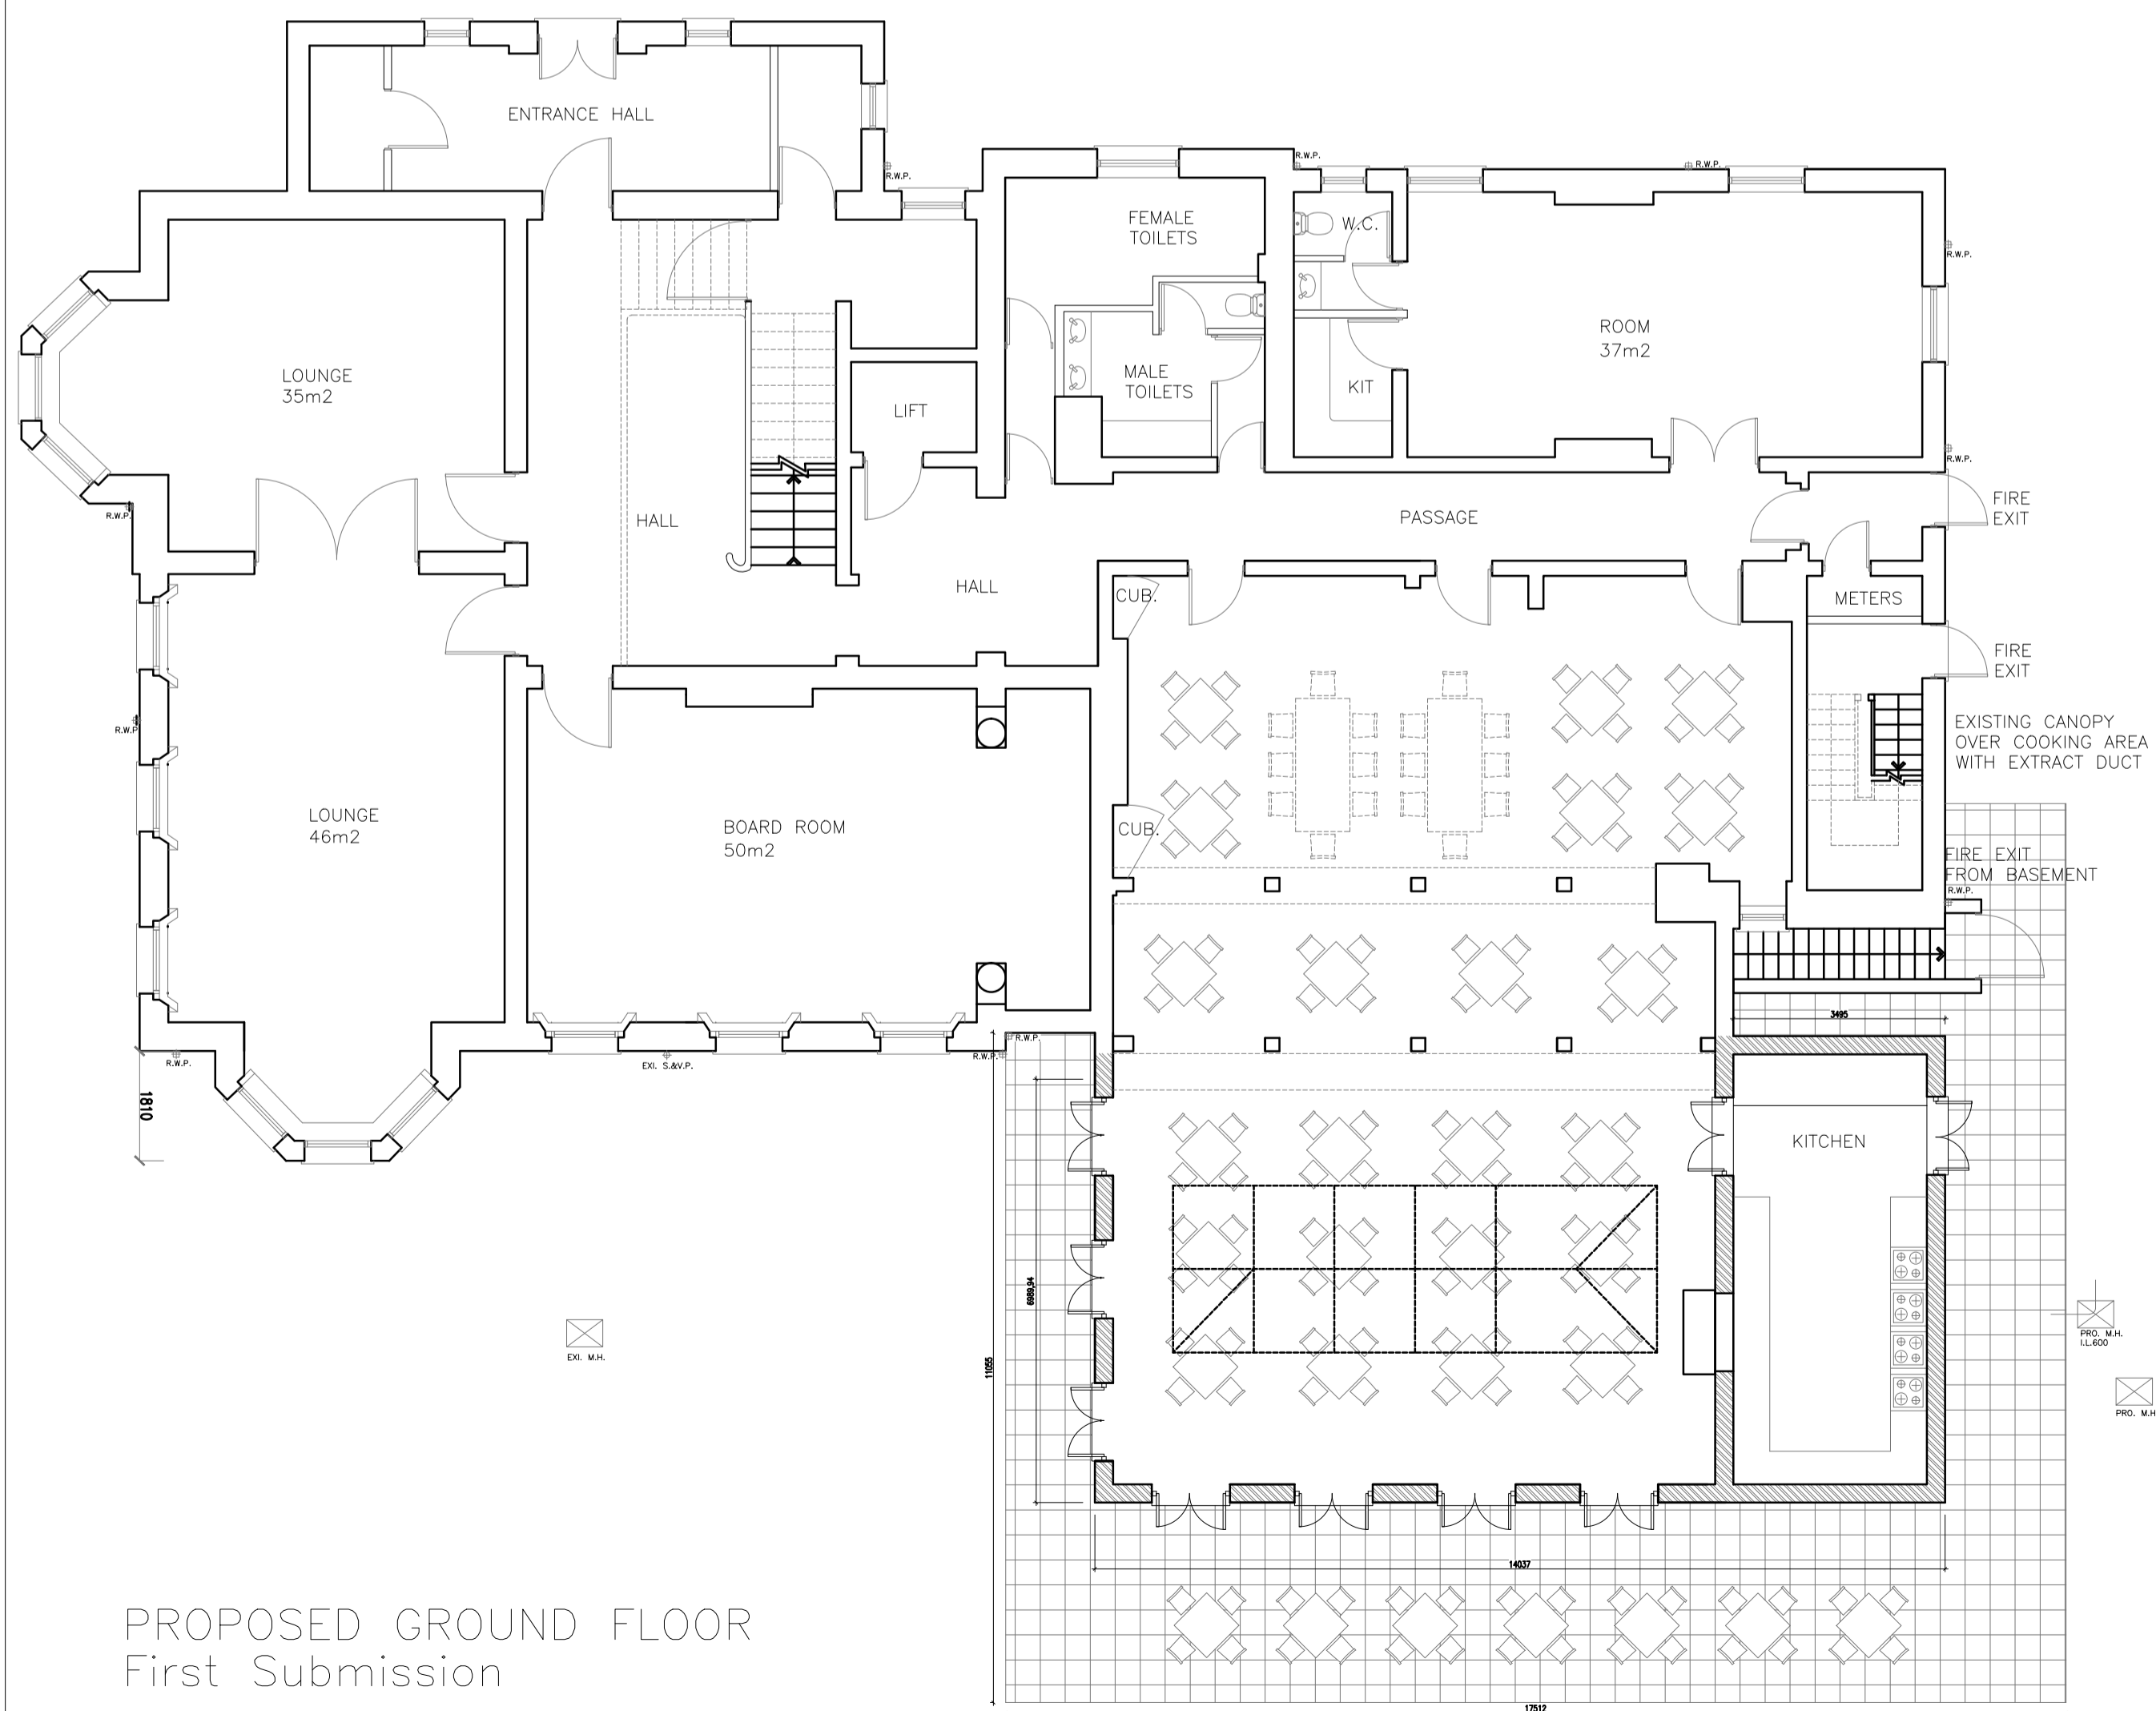 ENTRANCE HALL
R.W.P.
R.W.P.
R.W.P.
FEMALE
TOILETS
W.C.
R.W.P.
ROOM
37m2
LOUNGE
35m2
MALE
TOILETS
KIT
LIFT
R.W.P.
R.W.P.
HALL
PASSAGE
FIRE
EXIT
HALL
CUB.
METERS
FIRE
EXIT
R.W.P.
EXISTING CANOPY
OVER COOKING AREA
WITH EXTRACT DUCT
LOUNGE
46m2
BOARD ROOM
50m2
CUB.
FIRE EXIT
FROM BASEMENT
R.W.P.
3495
R.W.P.
R.W.P.
EXI. S.&V.P.
R.W.P.
1810
KITCHEN
6989,94
11055
EXI. M.H.
PRO. M.H.
I.L.600
PRO. M.H
14037
PROPOSED GROUND FLOOR
First Submission
17512